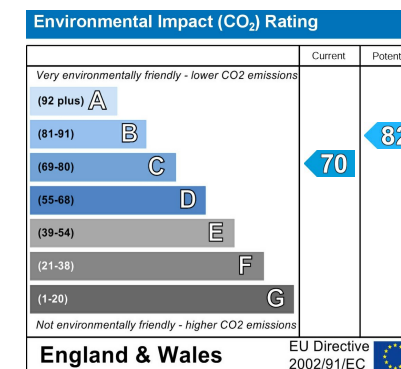 Environmental Impact (CO₂) Rating
Current Potent
Very environmentally friendly - lower CO2 emissions
(92 plus) A
(81-91) B
82
(69-80) C
70
(55-68) D
(39-54) E
(21-38) F
(1-20) G
Not environmentally friendly - higher CO2 emissions
England & Wales
EU Directive
2002/91/EC